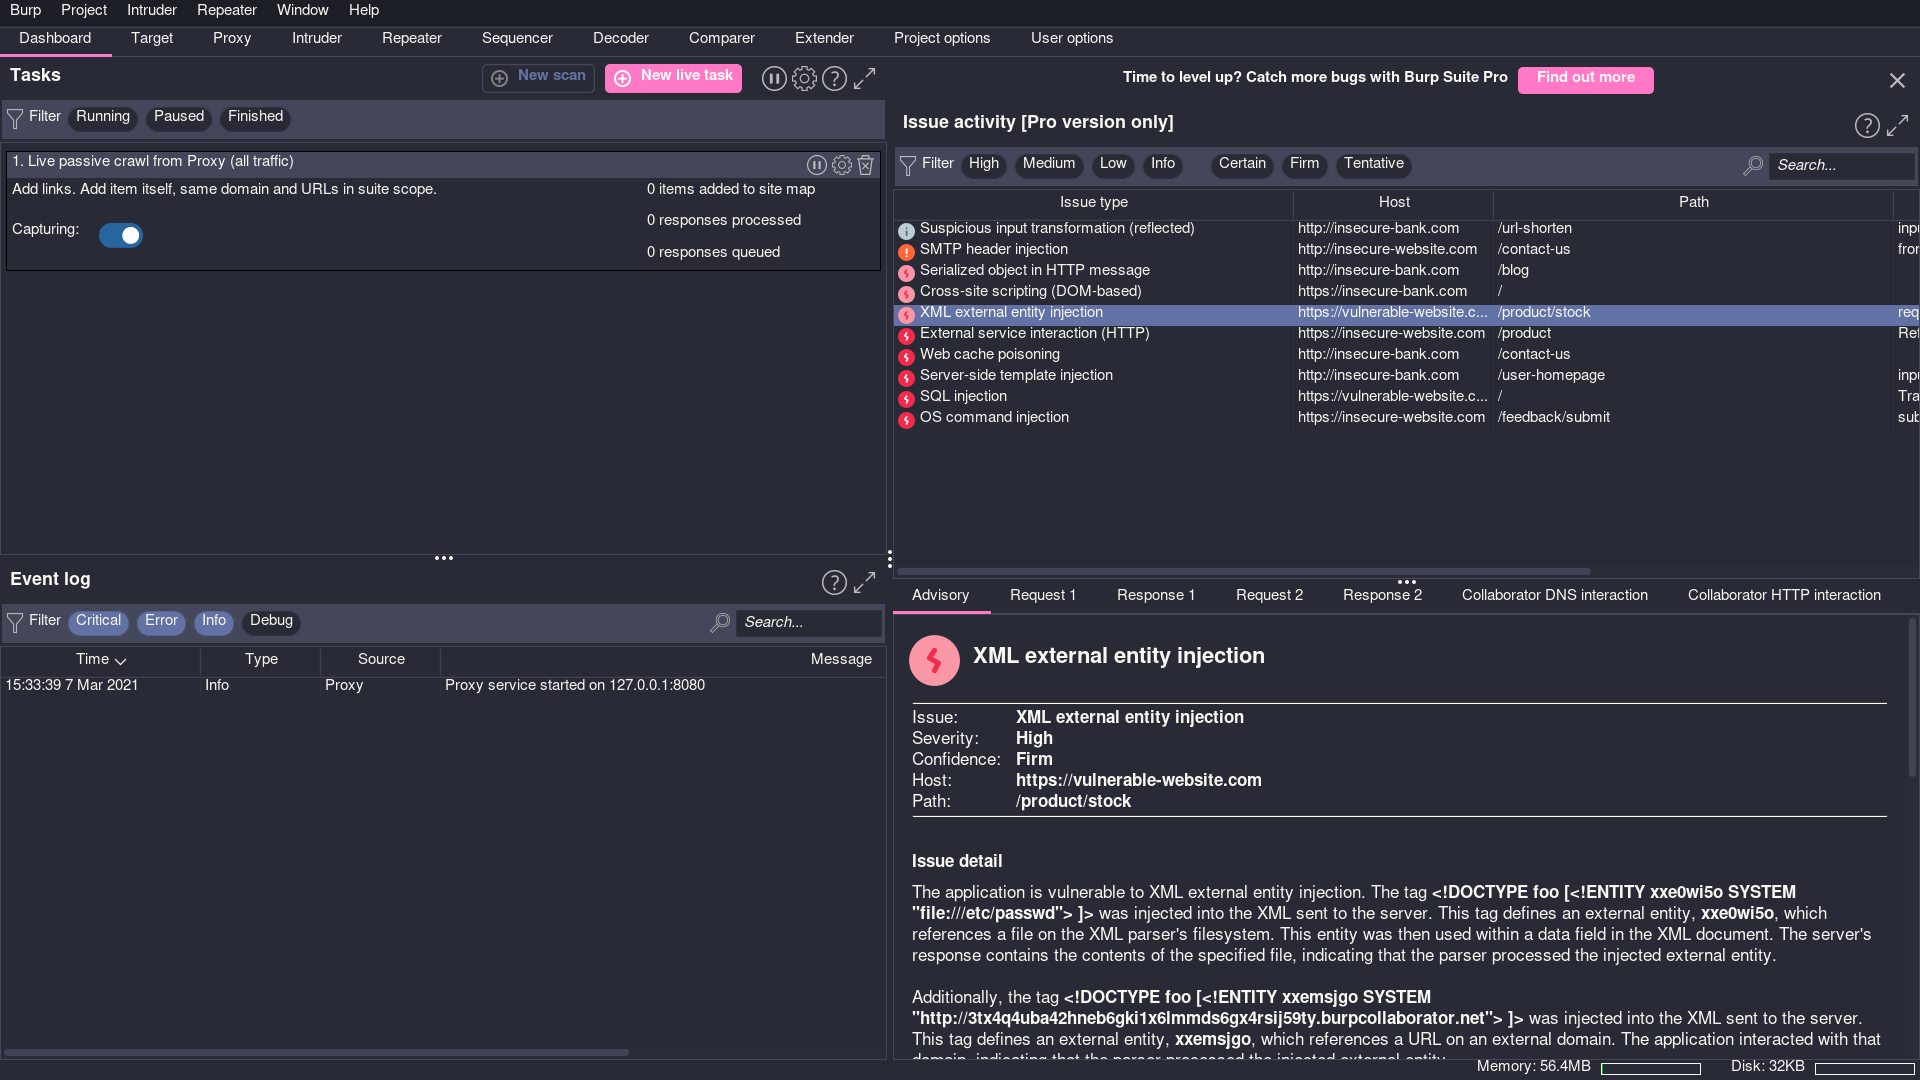 Burp Project Intruder Repeater Window Help
Dashboard Target Proxy Intruder Repeater Sequencer Decoder Comparer Extender Project options User options
Tasks
New scan
New live task
Filter Running Paused Finished
1. Live passive crawl from Proxy (all traffic)
Add links. Add item itself, same domain and URLs in suite scope.
0 items added to site map
0 responses processed
Capturing:
0 responses queued
Event log
Filter Critical Error Info Debug Search...
Time Type Source Message
15:33:39 7 Mar 2021 Info Proxy Proxy service started on 127.0.0.1:8080
Time to level up? Catch more bugs with Burp Suite Pro Find out more
Issue activity [Pro version only]
Filter High Medium Low Info Certain Firm Tentative Search...
Issue type Host Path
Suspicious input transformation (reflected) http://insecure-bank.com /url-shorten inpu
SMTP header injection http://insecure-website.com /contact-us fron
Serialized object in HTTP message http://insecure-bank.com /blog
Cross-site scripting (DOM-based) https://insecure-bank.com /
XML external entity injection https://vulnerable-website.c... /product/stock req
External service interaction (HTTP) https://insecure-website.com /product Ref
Web cache poisoning http://insecure-bank.com /contact-us
Server-side template injection http://insecure-bank.com /user-homepage inpu
SQL injection https://vulnerable-website.c... / Tra
OS command injection https://insecure-website.com /feedback/submit sub
Advisory Request 1 Response 1 Request 2 Response 2 Collaborator DNS interaction Collaborator HTTP interaction
XML external entity injection
Issue: XML external entity injection
Severity: High
Confidence: Firm
Host: https://vulnerable-website.com
Path: /product/stock
Issue detail
The application is vulnerable to XML external entity injection. The tag <!DOCTYPE foo [<!ENTITY xxe0wi5o SYSTEM
"file:///etc/passwd"> ]> was injected into the XML sent to the server. This tag defines an external entity, xxe0wi5o, which
references a file on the XML parser's filesystem. This entity was then used within a data field in the XML document. The server's
response contains the contents of the specified file, indicating that the parser processed the injected external entity.
Additionally, the tag <!DOCTYPE foo [<!ENTITY xxemsjgo SYSTEM
"http://3tx4q4uba42hneb6gki1x6lmmds6gx4rsij59ty.burpcollaborator.net"> ]> was injected into the XML sent to the server.
This tag defines an external entity, xxemsjgo, which references a URL on an external domain. The application interacted with that
domain, indicating that the parser processed the injected external entity.
Memory: 56.4MB Disk: 32KB